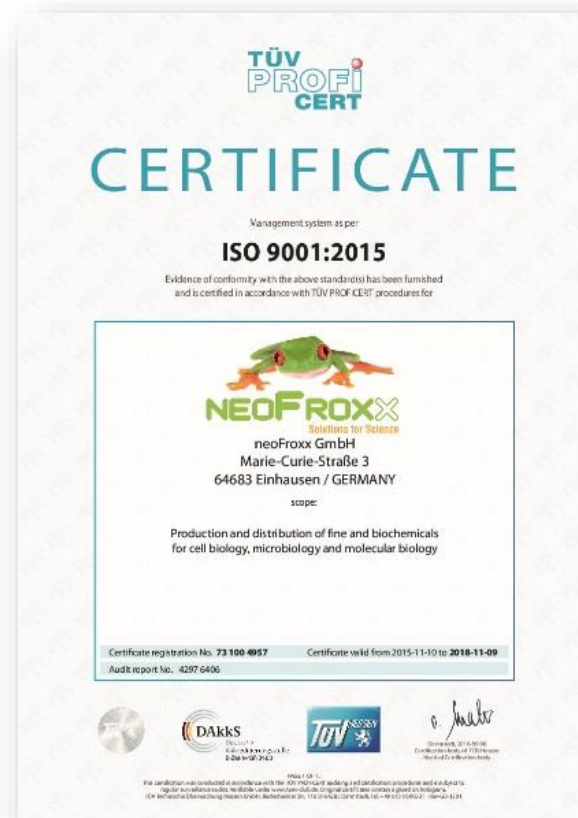 TÜV
PROFi
CERT
CERTIFICATE
Management system as per
ISO 9001:2015
Evidence of conformity with the above standard(s) has been furnished
and is certified in accordance with TÜV PROFICERT procedures for
NEOFROXX
Solutions for Science
neoFroxx GmbH
Marie-Curie-Straße 3
64683 Einhausen / GERMANY
scope:
Production and distribution of fine and biochemicals
for cell biology, microbiology and molecular biology
Certificate registration No. 73 100 4957
Certificate valid from 2015-11-10 to 2018-11-09
Audit report No. 4297 6406
DAkkS
TÜV HESSEN
PAGE 1 OF 1.